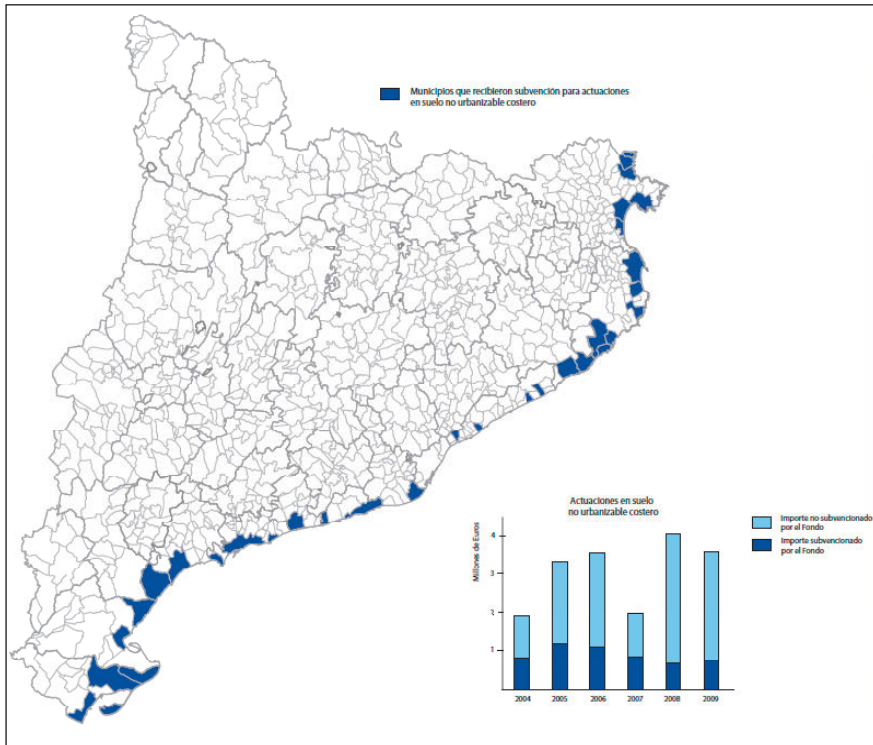 Municipios que recibieron subvención para actuaciones
en suelo no urbanizable costero
Actuaciones en suelo
no urbanizable costero
Importe no subvencionado
por el Fondo
Importe subvencionado
por el Fondo
Millones de Euros
4
3
2
1
2004 2005 2006 2007 2008 2009